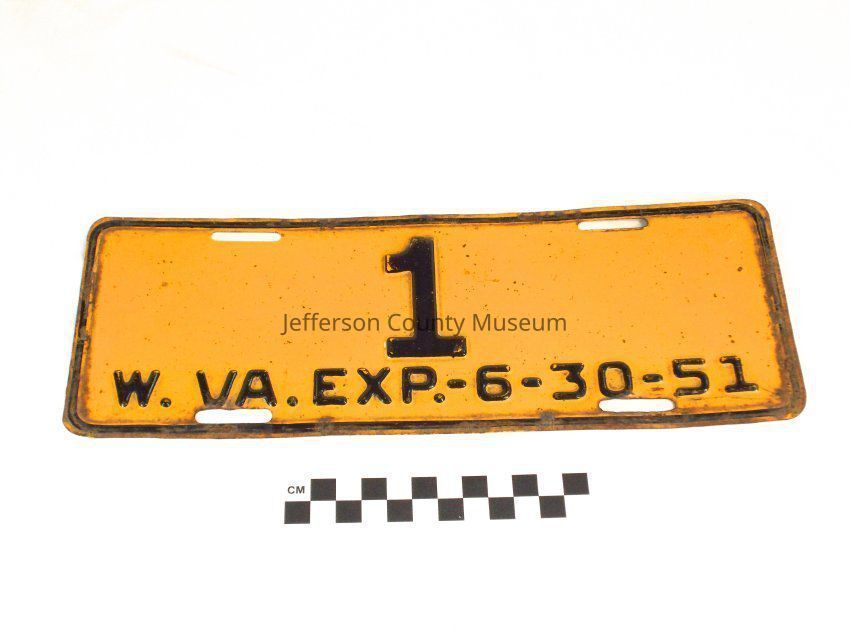 1
Jefferson County Museum
W. VA. EXP.-6-30-51
CM